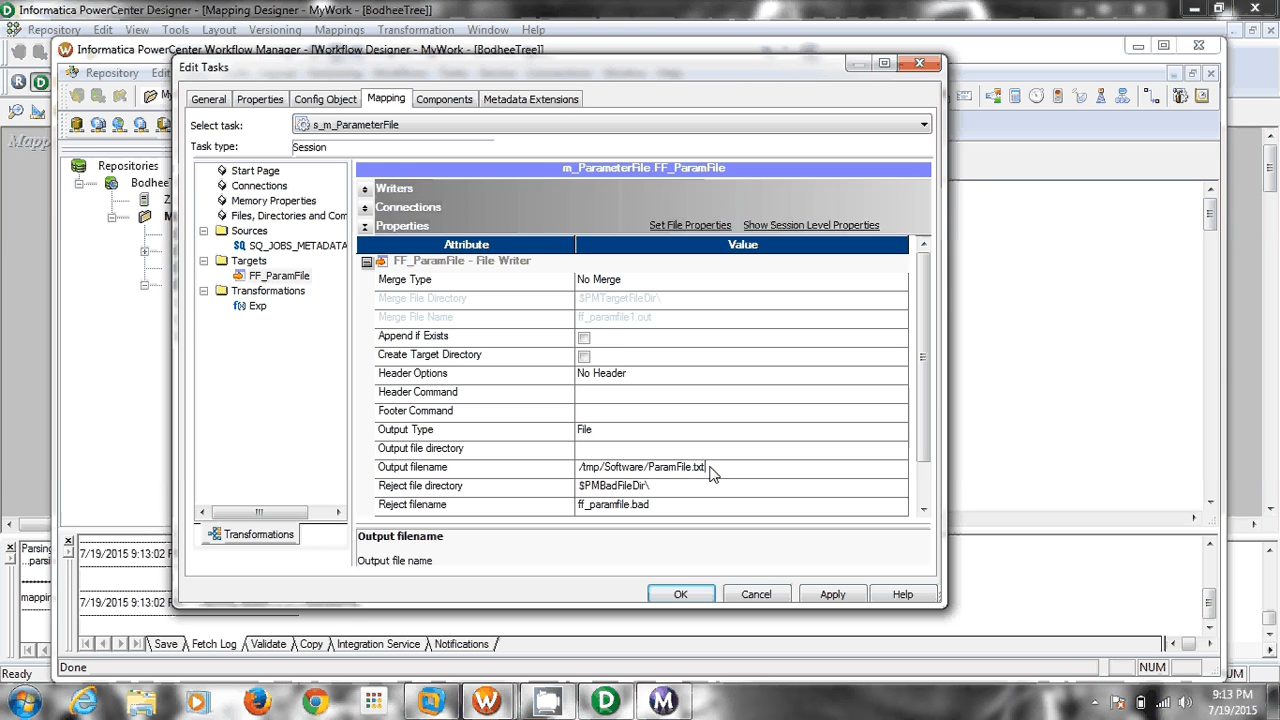 Informatica PowerCenter Designer - [Mapping Designer - MyWork - [BodheeTree]]
Repository Edit View Tools Layout Versioning Mappings Transformation Window Help
Informatica PowerCenter Workflow Manager - [Workflow Designer - MyWork - [BodheeTree]]
Edit Tasks
Repository Edi
General Properties Config Object Mapping Components Metadata Extensions
Select task: s_m_ParameterFile
Task type: Session
Start Page
Connections
Memory Properties
Files, Directories and Com
Sources
SQ_JOBS_METADATA
Targets
FF_ParamFile
Transformations
Exp
Transformations
Repositories
Bodhee
m_ParameterFile FF_ParamFile
Writers
Connections
Properties Set File Properties Show Session Level Properties
Attribute Value
FF_ParamFile - File Writer
Merge Type No Merge
Merge File Directory $PMTargetFileDir\
Merge File Name ff_paramfile1.out
Append if Exists
Create Target Directory
Header Options No Header
Header Command
Footer Command
Output Type File
Output file directory
Output filename /tmp/Software/ParamFile.txt
Reject file directory $PMBadFileDir\
Reject filename ff_paramfile.bad
Output filename
Output file name
OK Cancel Apply Help
Parsing
...parsi
mappin
7/19/2015 9:13:02
7/19/2015 9:13:02
Save Fetch Log Validate Copy Integration Service Notifications
Done NUM
Ready UM
9:13 PM
7/19/2015